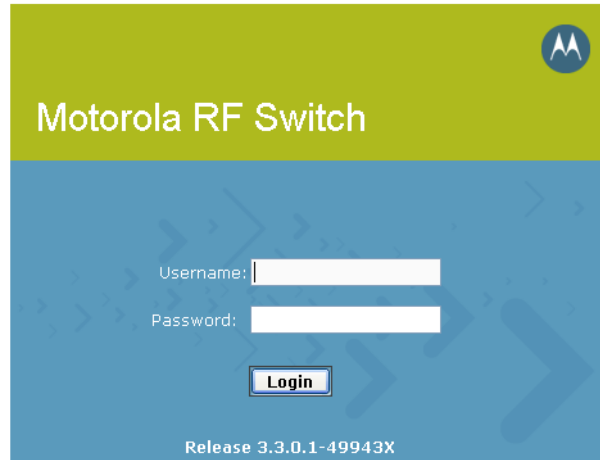 Motorola RF Switch
Username:
Password:
Login
Release 3.3.0.1-49943X